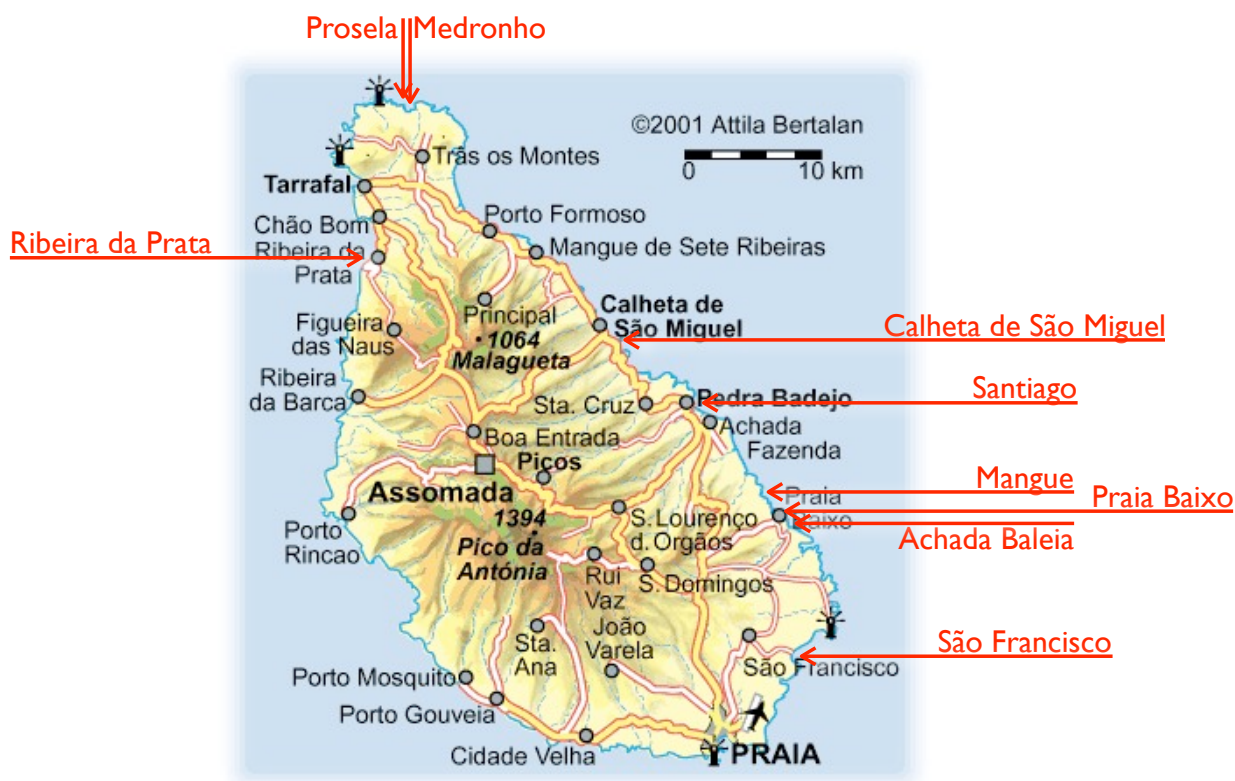 Prosela Medronho
©2001 Attila Bertalan
0 10 km
Trás os Montes
Tarrafal
Chão Bom
Porto Formoso
Ribeira da Prata
Ribeira da
Prata
Mangue de Sete Ribeiras
Principal
Calheta de
São Miguel
Calheta de São Miguel
Figueira
das Naus
1064
Malagueta
Ribeira
da Barca
Sta. Cruz
Pedra Badejo
Santiago
Achada
Fazenda
Boa Entrada
Picos
Assomada
Mangue
Praia
Baixo
Praia Baixo
Achada Baleia
Porto
Rincao
1394
Pico da
Antónia
S. Lourenço
d. Orgãos
Rui
Vaz
S. Domingos
João
Varela
Sta.
Ana
São Francisco
São Francisco
Porto Mosquito
Porto Gouveia
Cidade Velha
PRAIA